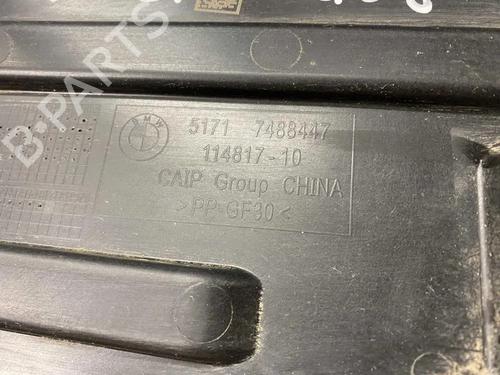 BMW
5171 7488447
114817-10
CAIP Group CHINA
>PP-GF30<
B-PARTS